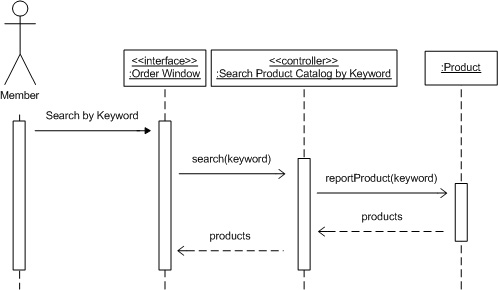 <<interface>>
:Order Window
<<controller>>
:Search Product Catalog by Keyword
:Product
Member
Search by Keyword
search(keyword)
reportProduct(keyword)
products
products